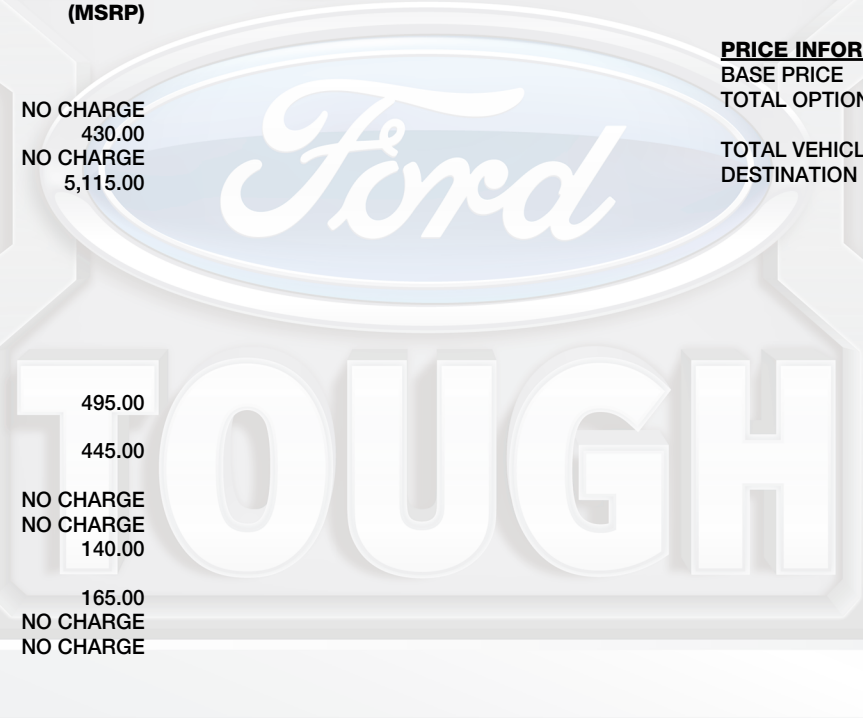 (MSRP)
NO CHARGE
430.00
NO CHARGE
5,115.00
495.00
445.00
NO CHARGE
NO CHARGE
140.00
165.00
NO CHARGE
NO CHARGE
PRICE INFOR
BASE PRICE
TOTAL OPTION
TOTAL VEHICL
DESTINATION
Ford
TOUGH